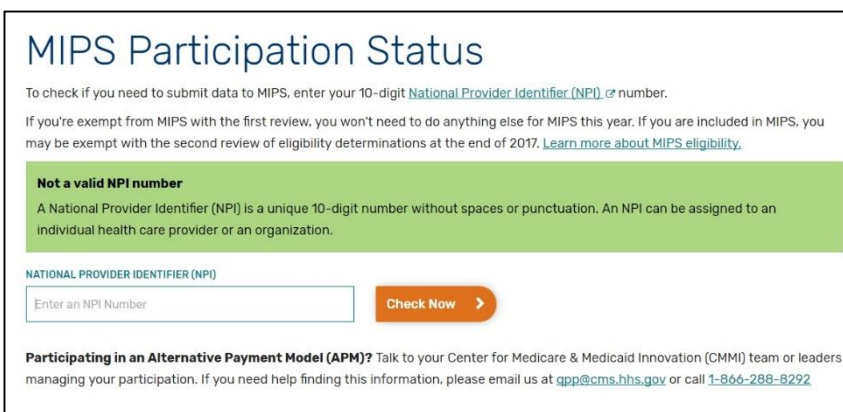 MIPS Participation Status
To check if you need to submit data to MIPS, enter your 10-digit National Provider Identifier (NPI) number.
If you're exempt from MIPS with the first review, you won't need to do anything else for MIPS this year. If you are included in MIPS, you
may be exempt with the second review of eligibility determinations at the end of 2017. Learn more about MIPS eligibility.
Not a valid NPI number
A National Provider Identifier (NPI) is a unique 10-digit number without spaces or punctuation. An NPI can be assigned to an
individual health care provider or an organization.
NATIONAL PROVIDER IDENTIFIER (NPI)
Enter an NPI Number
Check Now
Participating in an Alternative Payment Model (APM)? Talk to your Center for Medicare & Medicaid Innovation (CMMI) team or leaders
managing your participation. If you need help finding this information, please email us at qpp@cms.hhs.gov or call 1-866-288-8292